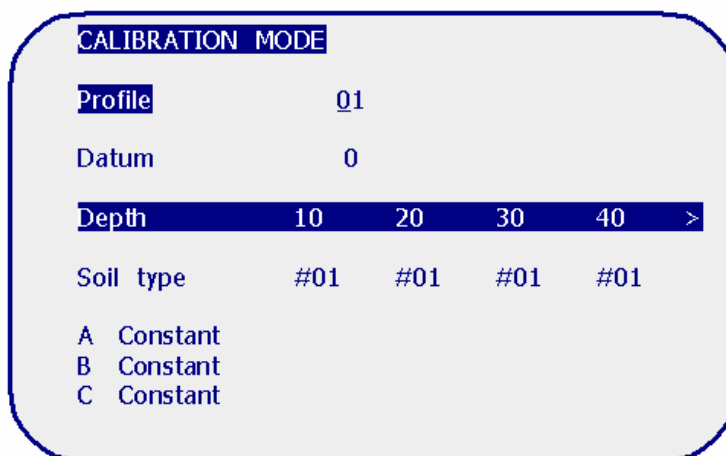 CALIBRATION MODE
Profile 01
Datum 0
Depth 10 20 30 40 >
Soil type #01 #01 #01 #01
A Constant
B Constant
C Constant